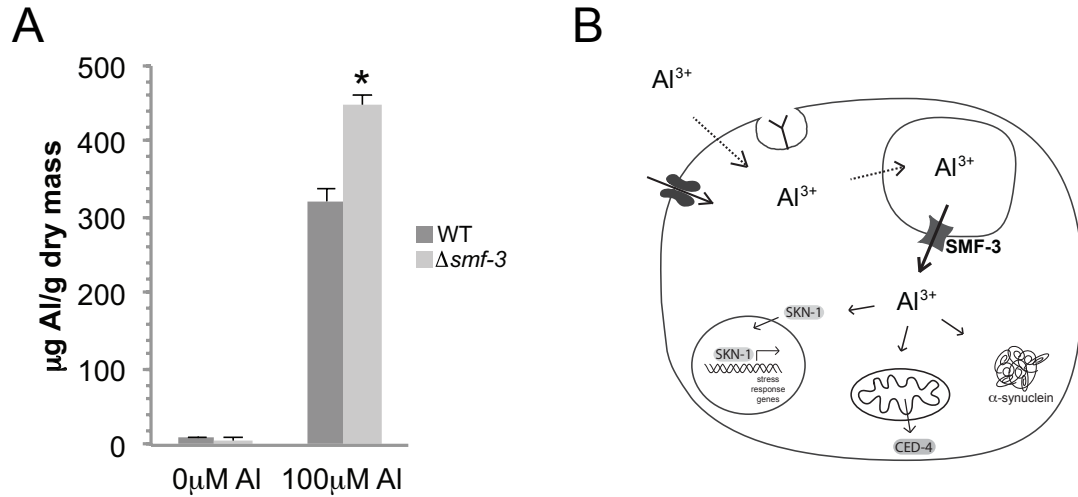 A
µg Al/g dry mass
500
400
300
200
100
0
*
0µM Al
100µM Al
WT
Δsmf-3
B
Al³⁺
Al³⁺
Al³⁺
SMF-3
Al³⁺
SKN-1
SKN-1
stress
response
genes
α-synuclein
CED-4